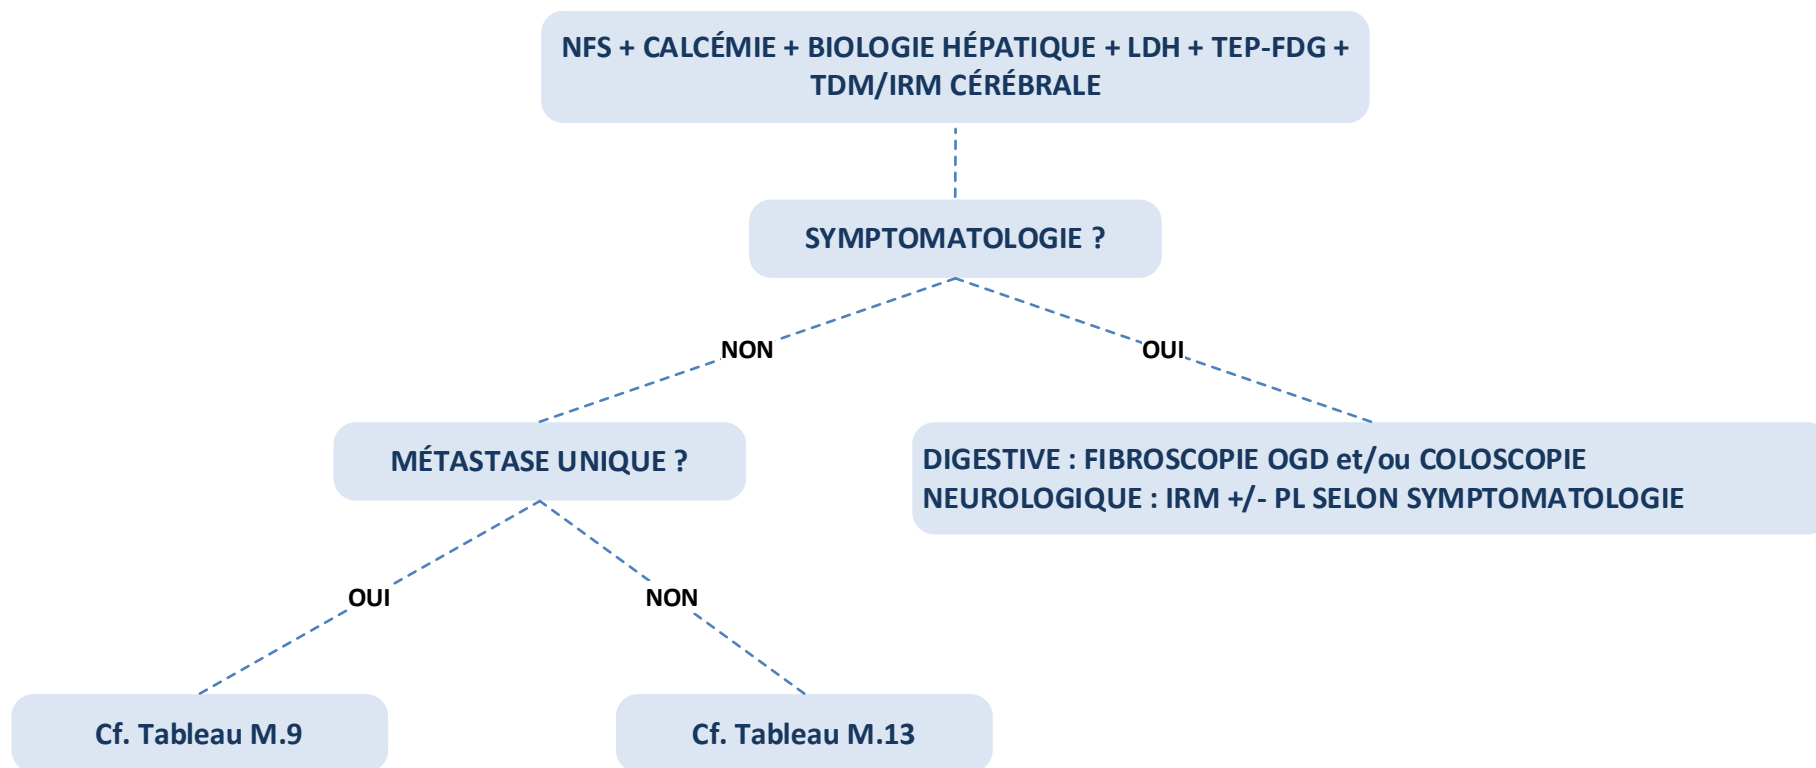 NFS + CALCÉMIE + BIOLOGIE HÉPATIQUE + LDH + TEP-FDG +
TDM/IRM CÉRÉBRALE
SYMPTOMATOLOGIE ?
NON
OUI
MÉTASTASE UNIQUE ?
DIGESTIVE : FIBROSCOPIE OGD et/ou COLOSCOPIE
NEUROLOGIQUE : IRM +/- PL SELON SYMPTOMATOLOGIE
OUI
NON
Cf. Tableau M.9
Cf. Tableau M.13